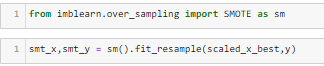 1 from imblearn.over_sampling import SMOTE as sm
1 smt_x,smt_y = sm().fit_resample(scaled_x_best,y)